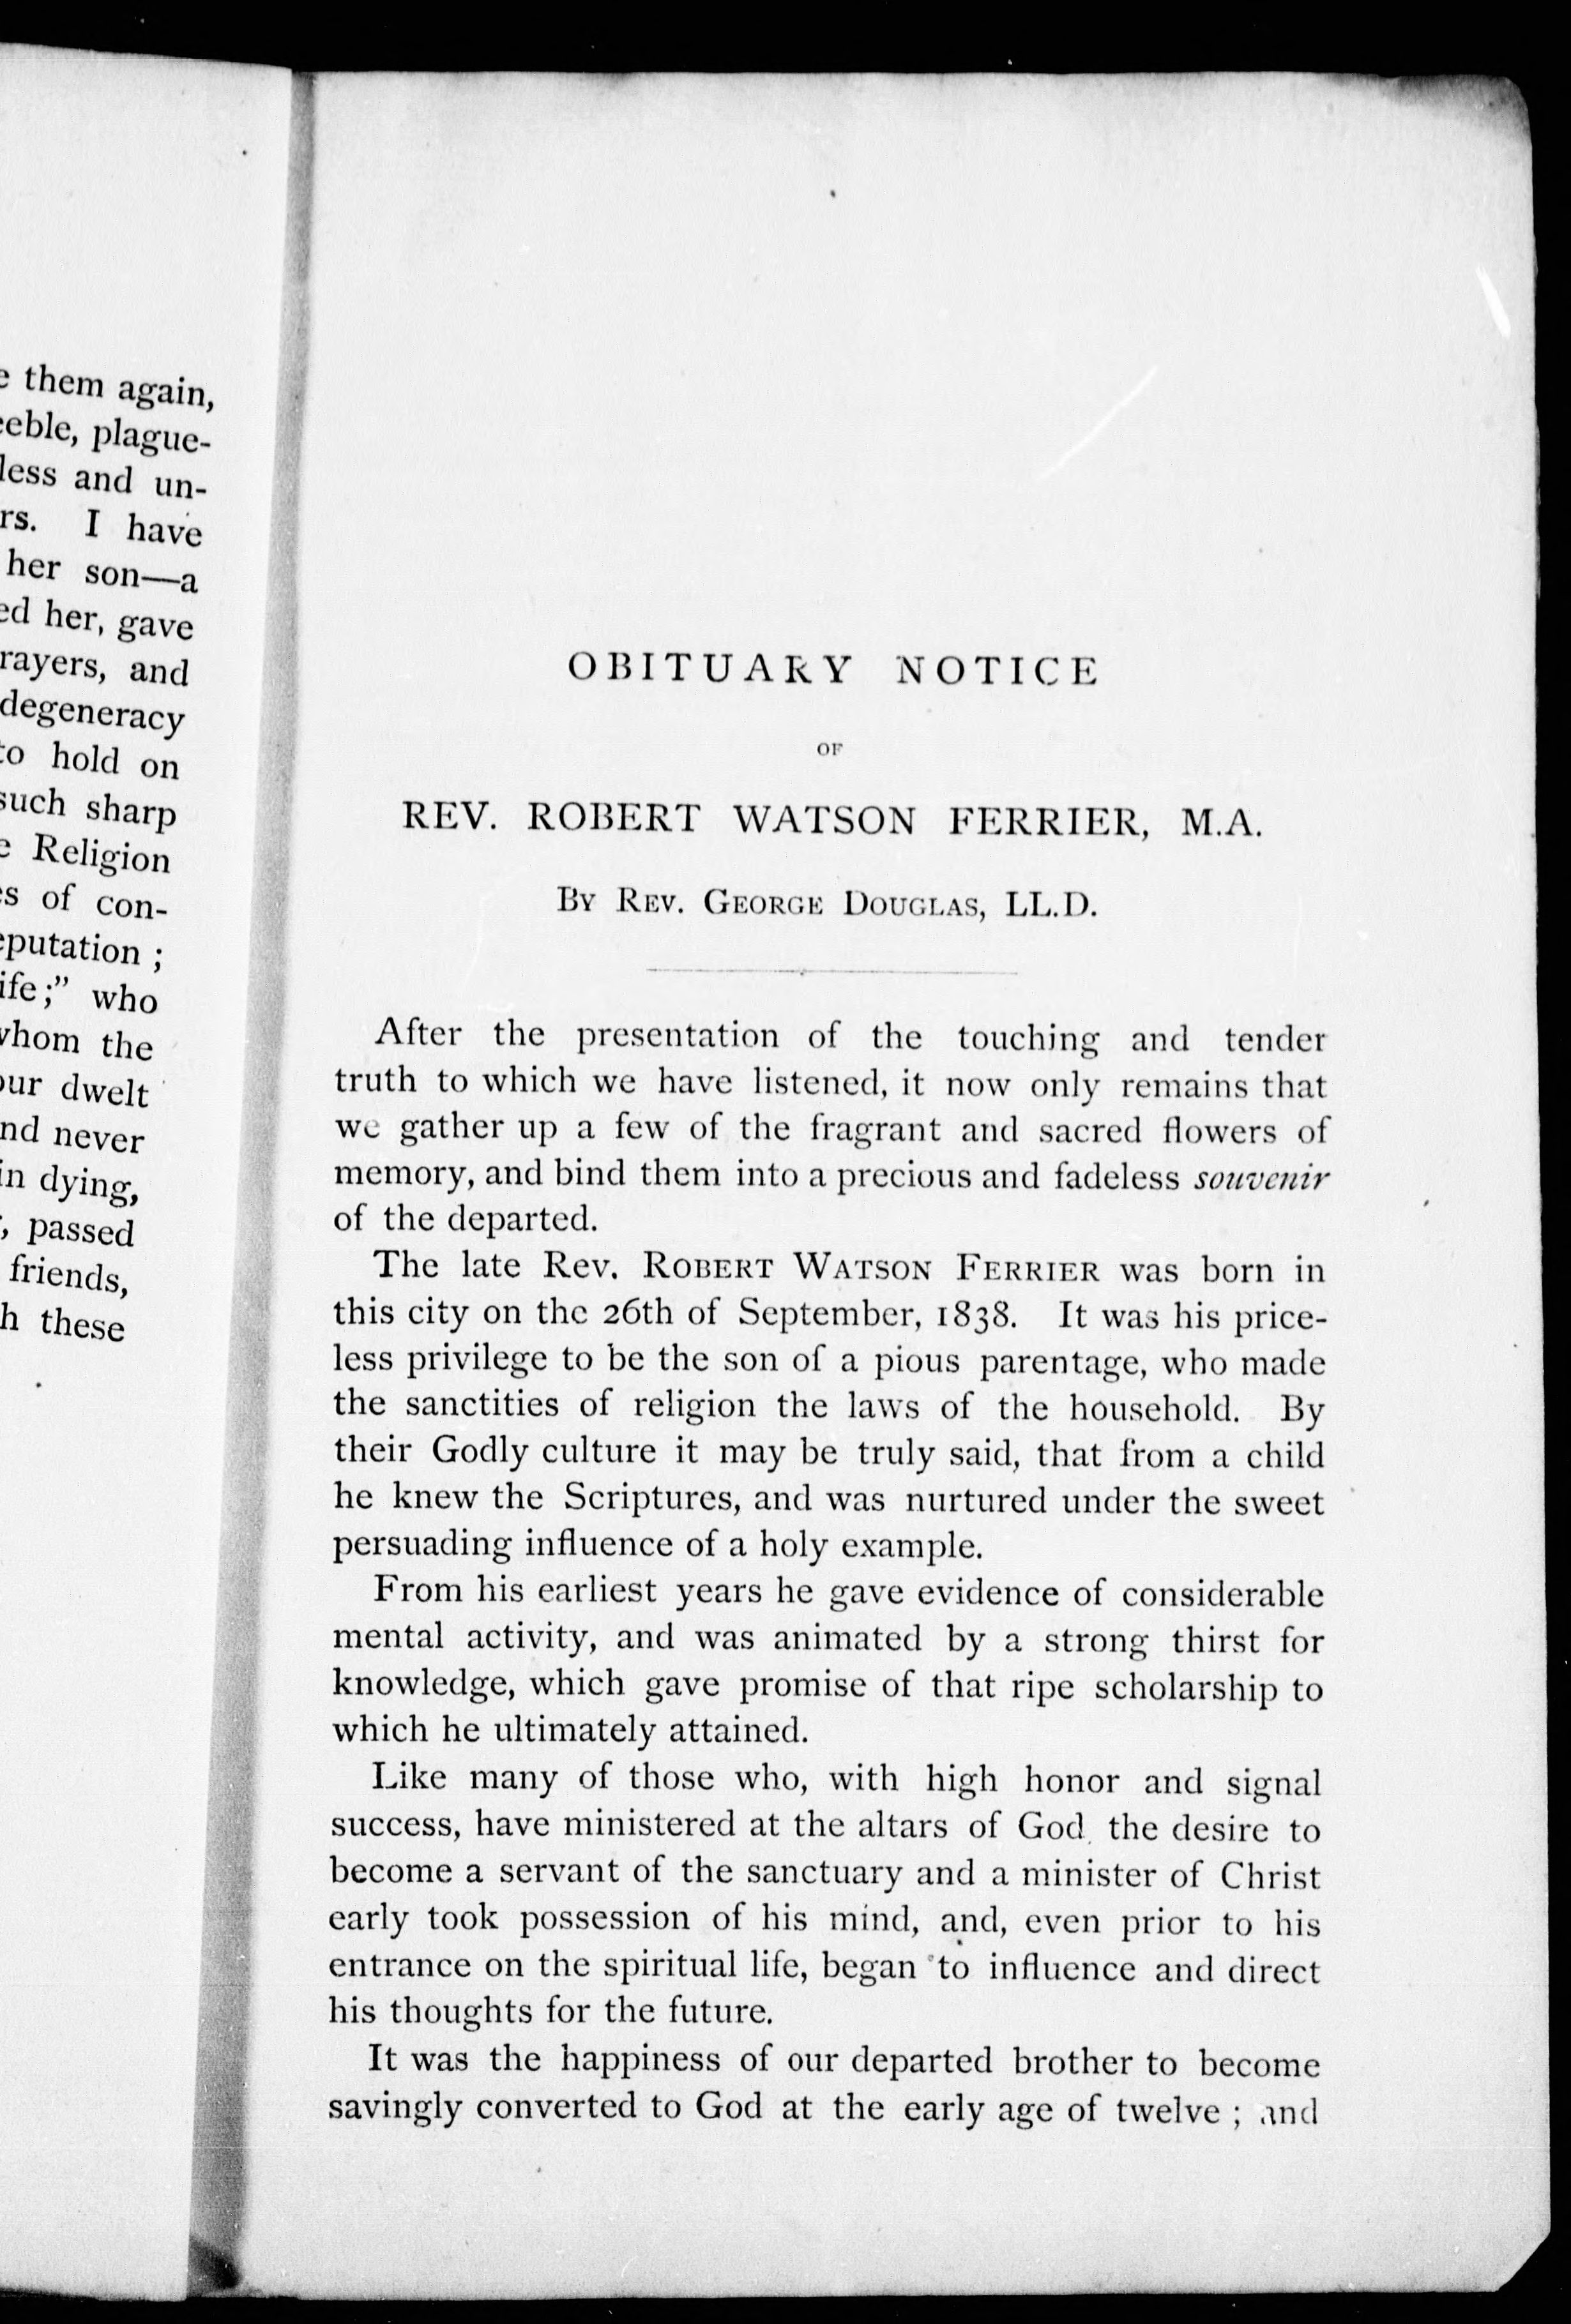 them again,
plague-
less and un-
I have
her son—a
her, gave
and
degeneracy
hold on
such sharp
Religion
of con-
;
who
the
dwelt
never
in dying,
passed
friends,
these
OBITUARY NOTICE
OF
REV. ROBERT WATSON FERRIER, M.A.
BY REV. GEORGE DOUGLAS, LL.D.
After the presentation of the touching and tender
truth to which we have listened, it now only remains that
we gather up a few of the fragrant and sacred flowers of
memory, and bind them into a precious and fadeless souvenir
of the departed.
The late Rev. ROBERT WATSON FERRIER was born in
this city on the 26th of September, 1838. It was his price-
less privilege to be the son of a pious parentage, who made
the sanctities of religion the laws of the household. By
their Godly culture it may be truly said, that from a child
he knew the Scriptures, and was nurtured under the sweet
persuading influence of a holy example.
From his earliest years he gave evidence of considerable
mental activity, and was animated by a strong thirst for
knowledge, which gave promise of that ripe scholarship to
which he ultimately attained.
Like many of those who, with high honor and signal
success, have ministered at the altars of God, the desire to
become a servant of the sanctuary and a minister of Christ
early took possession of his mind, and, even prior to his
entrance on the spiritual life, began to influence and direct
his thoughts for the future.
It was the happiness of our departed brother to become
savingly converted to God at the early age of twelve ; and